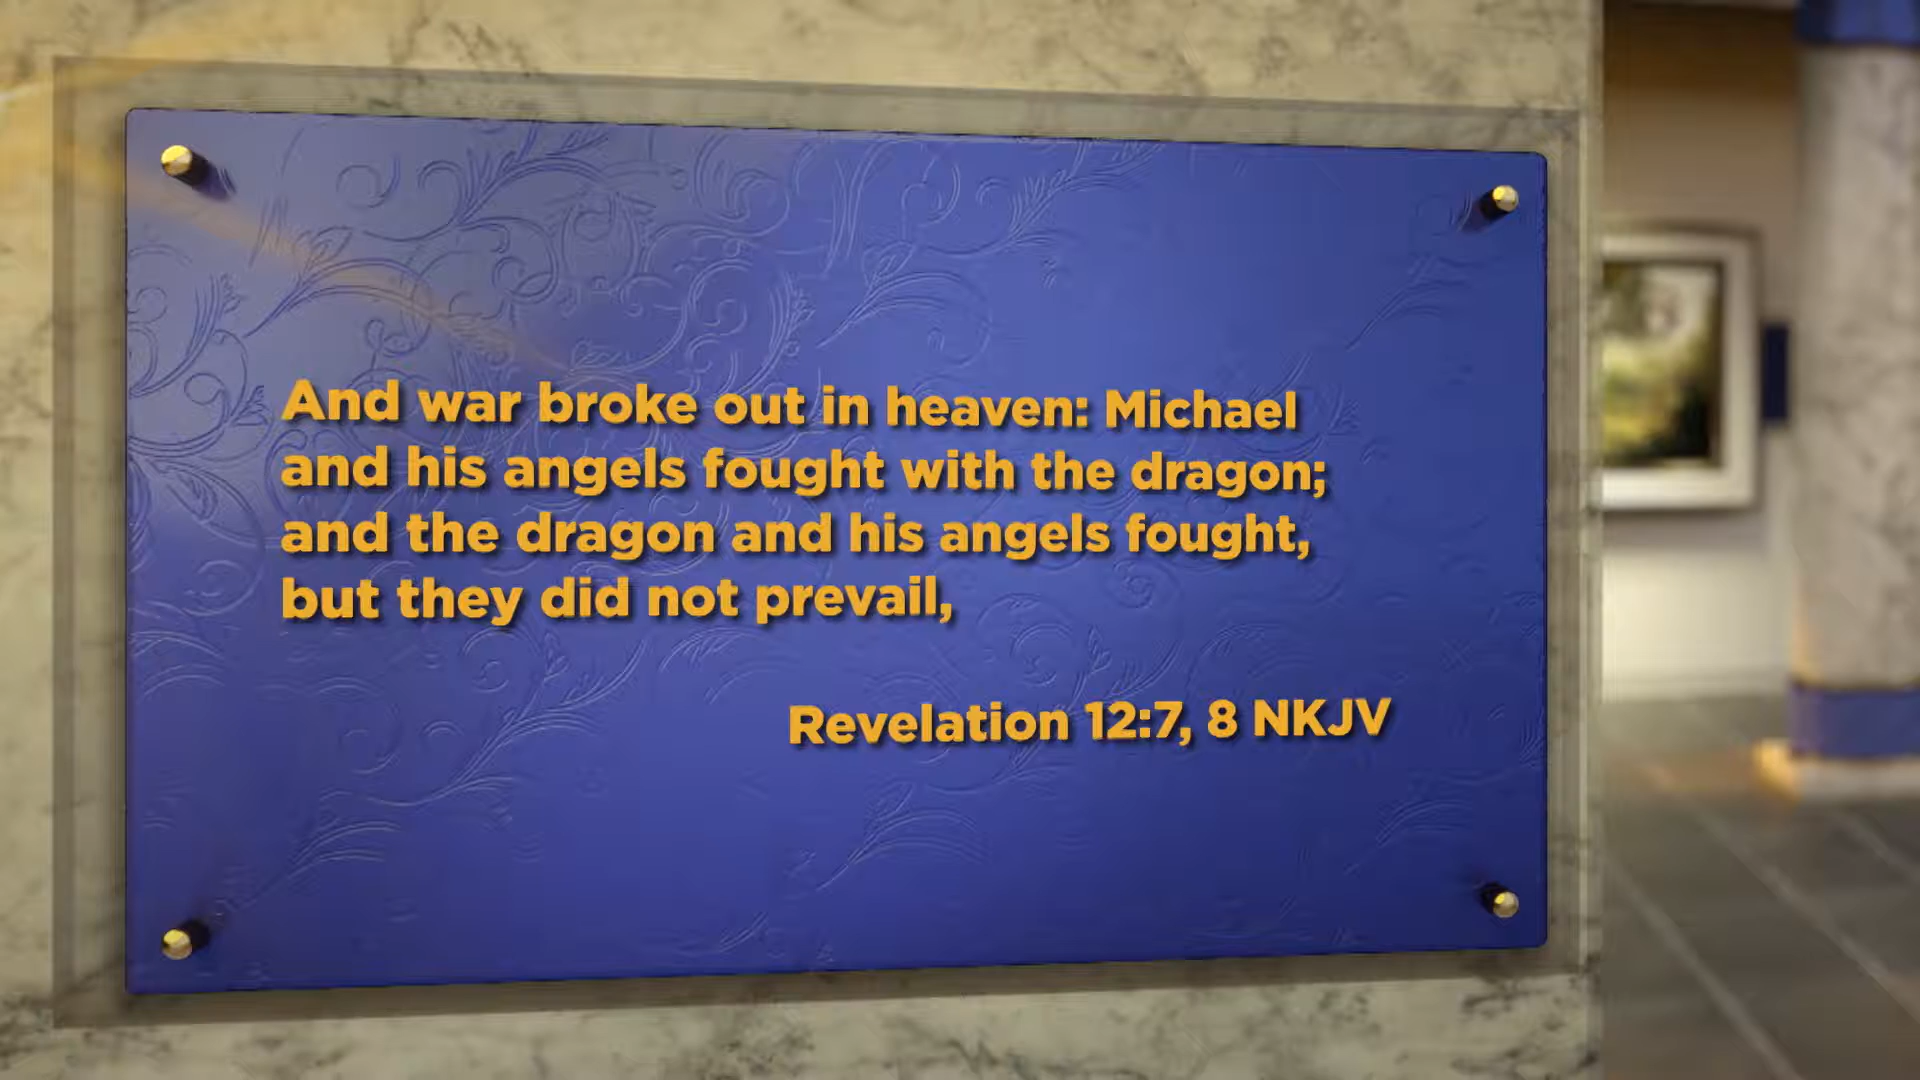 And war broke out in heaven: Michael
and his angels fought with the dragon;
and the dragon and his angels fought,
but they did not prevail,
Revelation 12:7, 8 NKJV